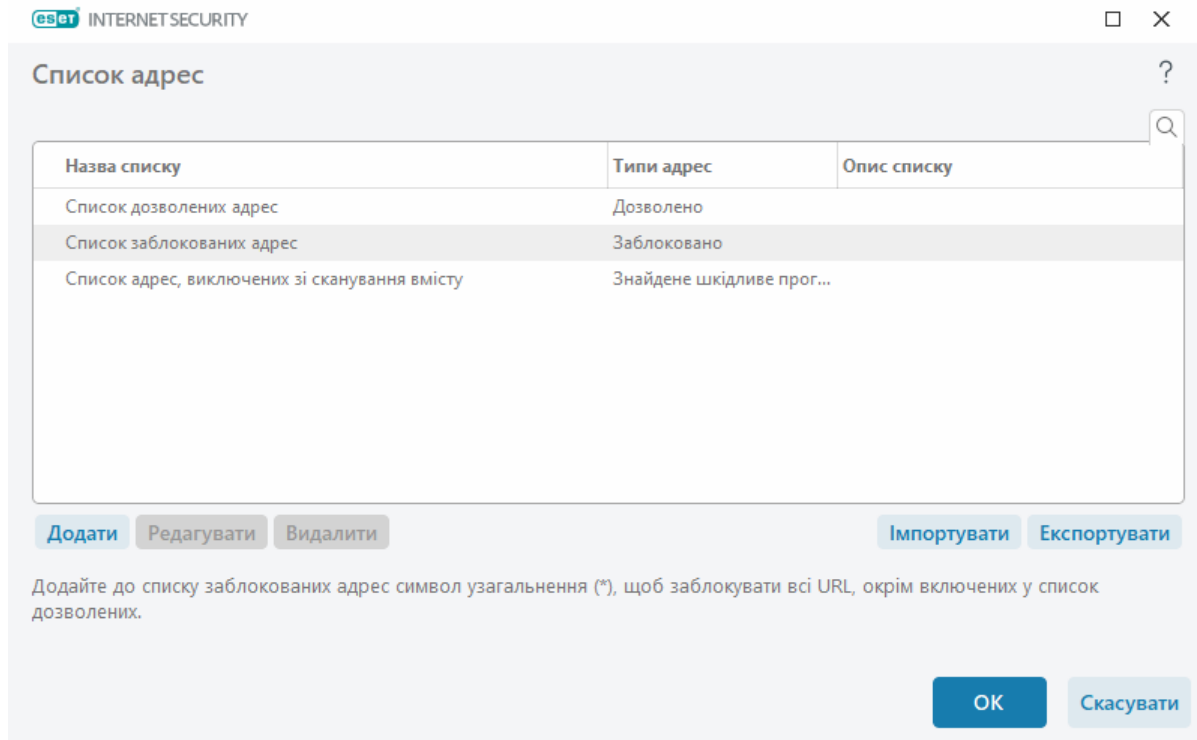 eset INTERNET SECURITY
Список адрес
?
Назва списку Типи адрес Опис списку
Список дозволених адрес Дозволено
Список заблокованих адрес Заблоковано
Список адрес, виключених зі сканування вмісту Знайдене шкідливе прог...
Додати Редагувати Видалити Імпортувати Експортувати
Додайте до списку заблокованих адрес символ узагальнення (*), щоб заблокувати всі URL, окрім включених у список
дозволених.
ОК Скасувати